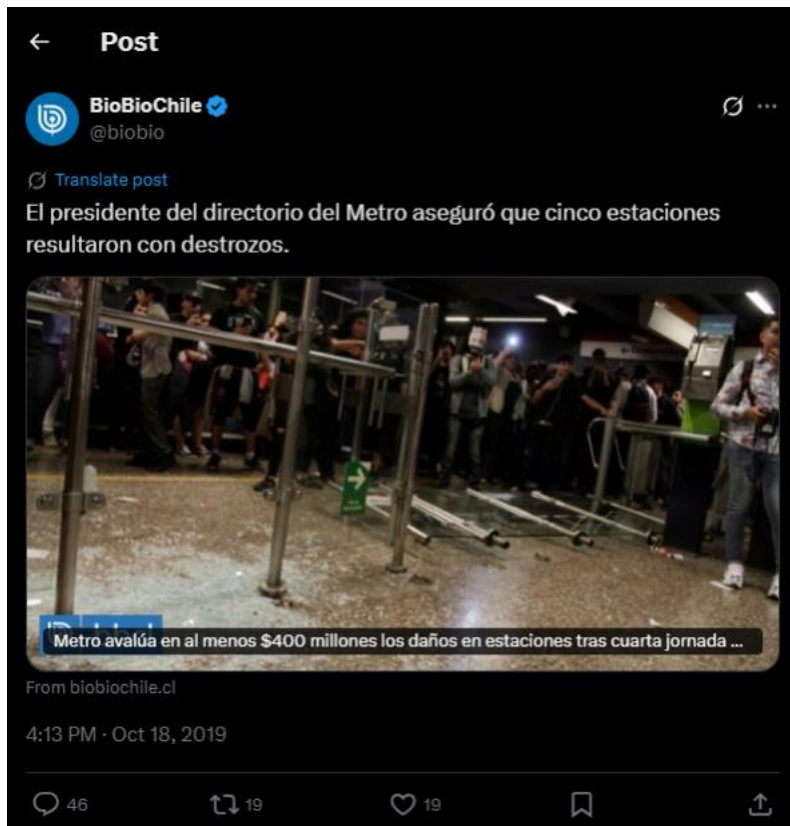 Post
BioBioChile
@biobio
Translate post
El presidente del directorio del Metro aseguró que cinco estaciones
resultaron con destrozos.
Metro avalúa en al menos $400 millones los daños en estaciones tras cuarta jornada ...
From biobiochile.cl
4:13 PM · Oct 18, 2019
46
19
19